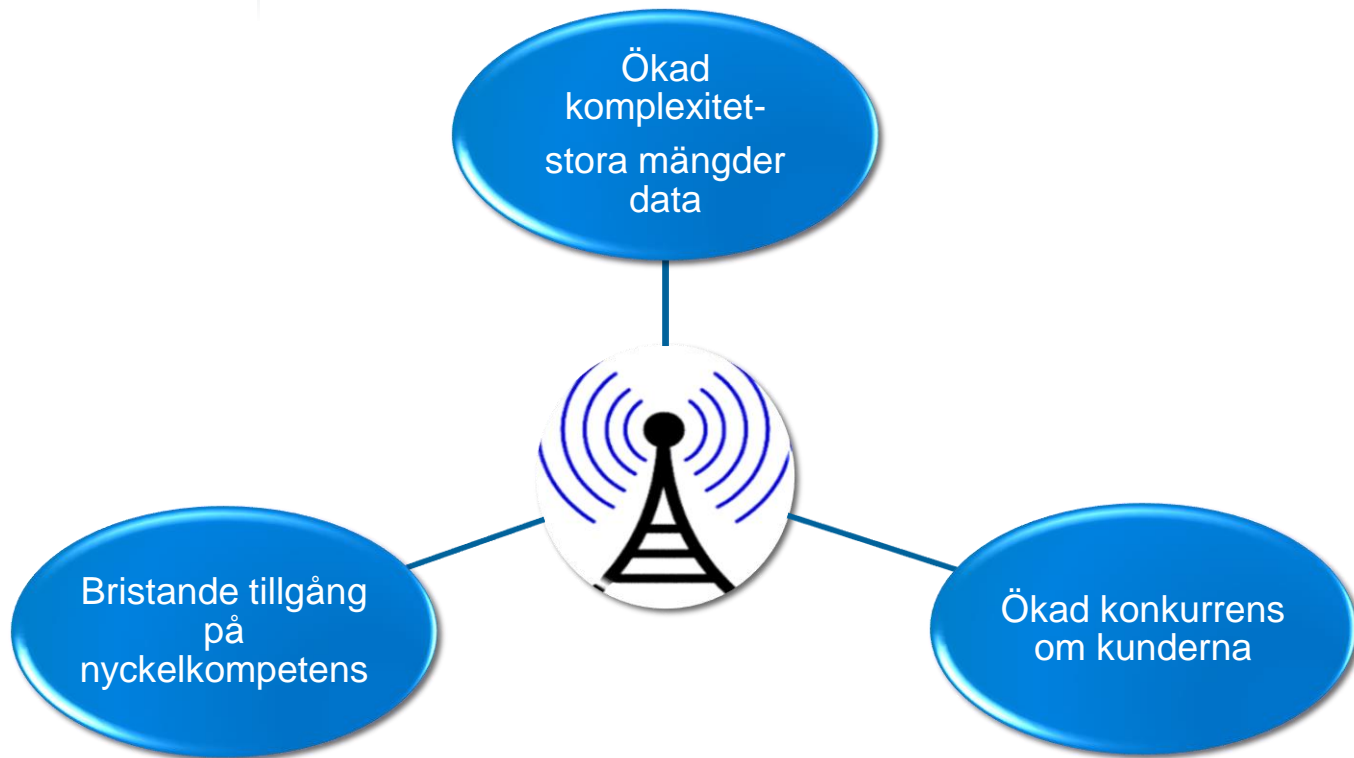 Ökad
komplexitet-
stora mängder
data
Bristande tillgång
på
nyckelkompetens
Ökad konkurrens
om kunderna